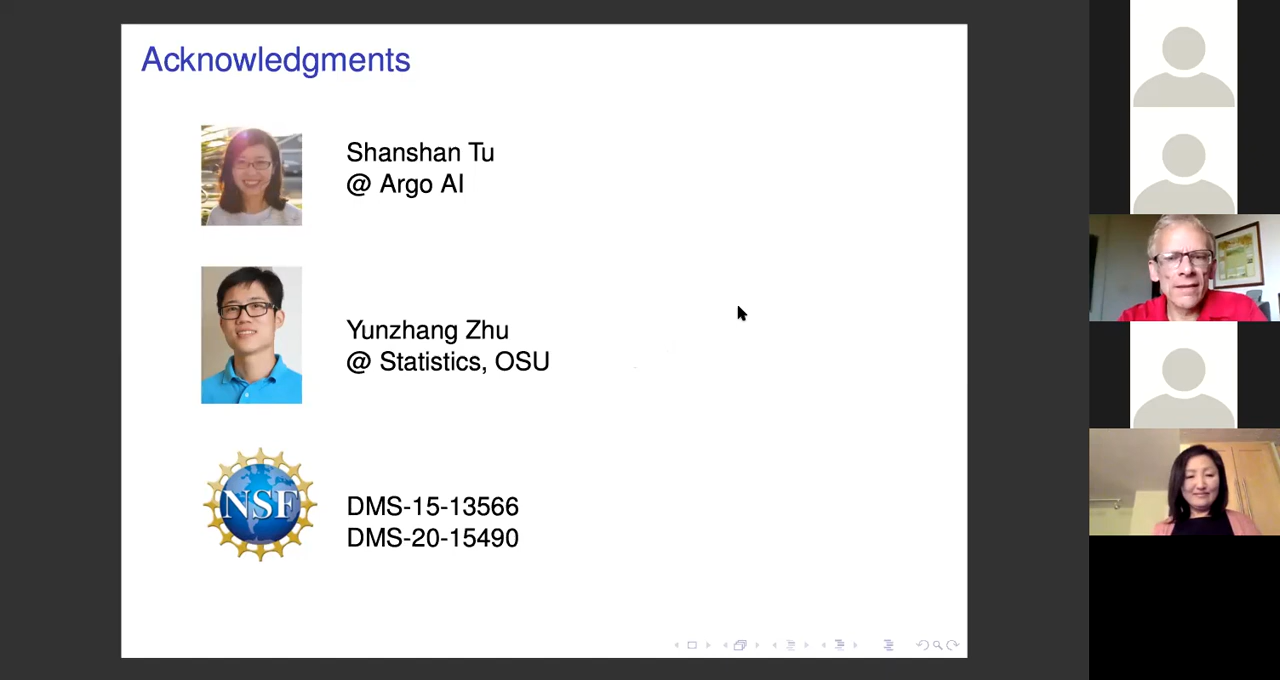 Acknowledgments
Shanshan Tu
@ Argo AI
Yunzhang Zhu
@ Statistics, OSU
NSF
DMS-15-13566
DMS-20-15490